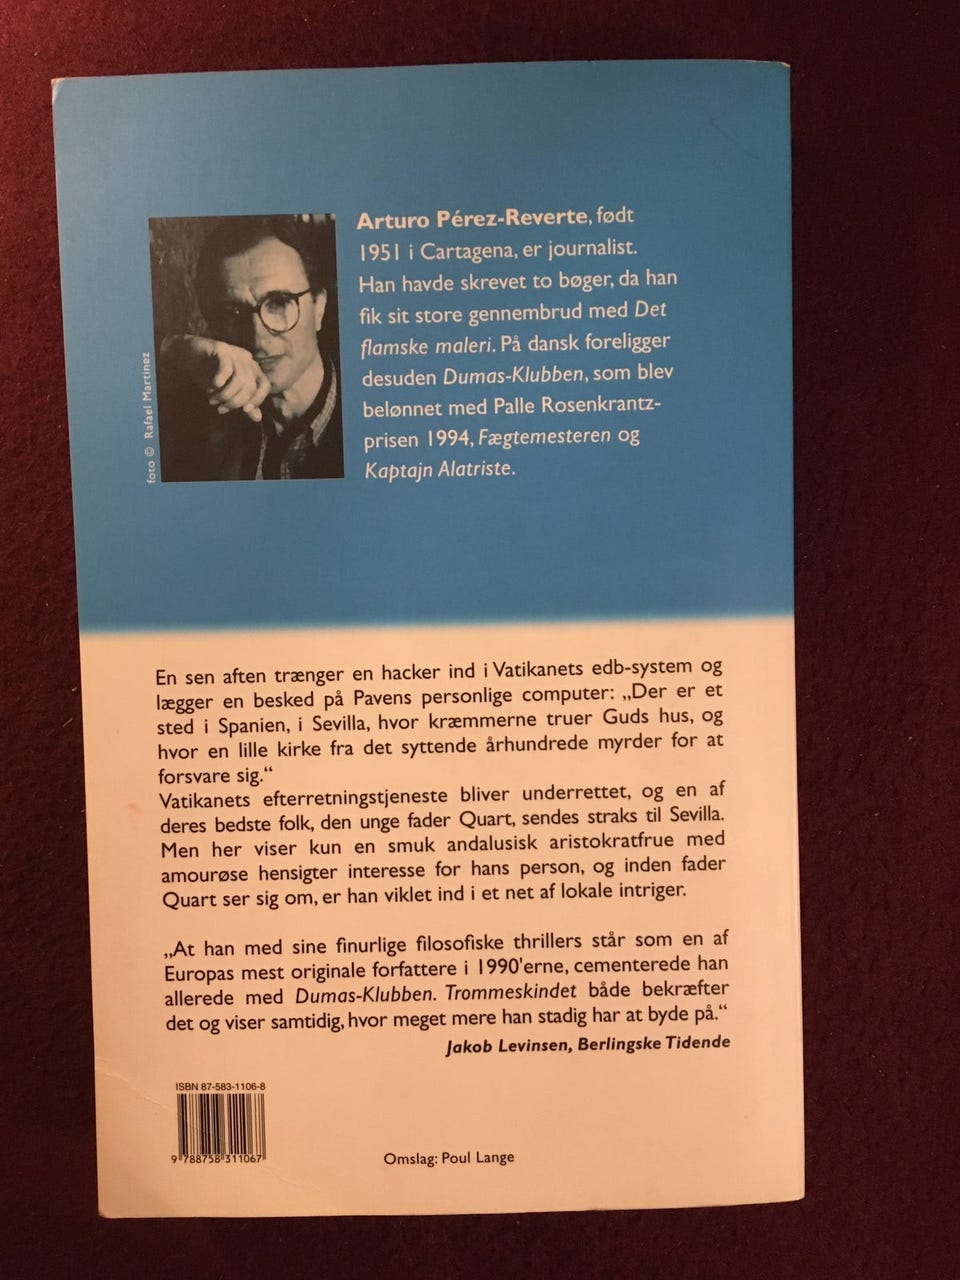 Arturo Pérez-Reverte, født
1951 i Cartagena, er journalist.
Han havde skrevet to bøger, da han
fik sit store gennembrud med Det
flamske maleri. På dansk foreligger
desuden Dumas-Klubben, som blev
belønnet med Palle Rosenkrantz-
prisen 1994, Fægtemesteren og
Kaptajn Alatriste.
foto © Rafael Martinez
En sen aften trænger en hacker ind i Vatikanets edb-system og
lægger en besked på Pavens personlige computer: „Der er et
sted i Spanien, i Sevilla, hvor kræmmerne truer Guds hus, og
hvor en lille kirke fra det syttende århundrede myrder for at
forsvare sig.“
Vatikanets efterretningstjeneste bliver underrettet, og en af
deres bedste folk, den unge fader Quart, sendes straks til Sevilla.
Men her viser kun en smuk andalusisk aristokratfrue med
amourøse hensigter interesse for hans person, og inden fader
Quart ser sig om, er han viklet ind i et net af lokale intriger.
„At han med sine finurlige filosofiske thrillers står som en af
Europas mest originale forfattere i 1990'erne, cementerede han
allerede med Dumas-Klubben. Trommeskindet både bekræfter
det og viser samtidig, hvor meget mere han stadig har at byde på.“
Jakob Levinsen, Berlingske Tidende
ISBN 87-583-1106-8
9 788758 311067
Omslag: Poul Lange